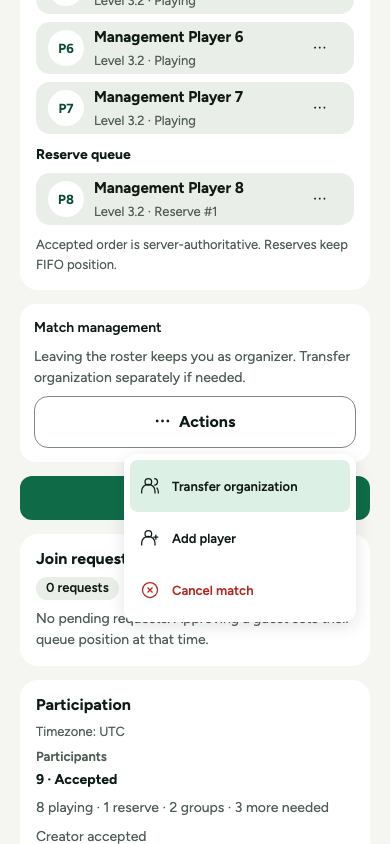 Level 3.2 · Playing
P6
Management Player 6
...
Level 3.2 · Playing
P7
Management Player 7
...
Level 3.2 · Playing
Reserve queue
P8
Management Player 8
...
Level 3.2 · Reserve #1
Accepted order is server-authoritative. Reserves keep
FIFO position.
Match management
Leaving the roster keeps you as organizer. Transfer
organization separately if needed.
... Actions
Transfer organization
Add player
Cancel match
Join request
0 requests
No pending requests. Approving a guest sets their
queue position at that time.
Participation
Timezone: UTC
Participants
9 · Accepted
8 playing · 1 reserve · 2 groups · 3 more needed
Creator accepted